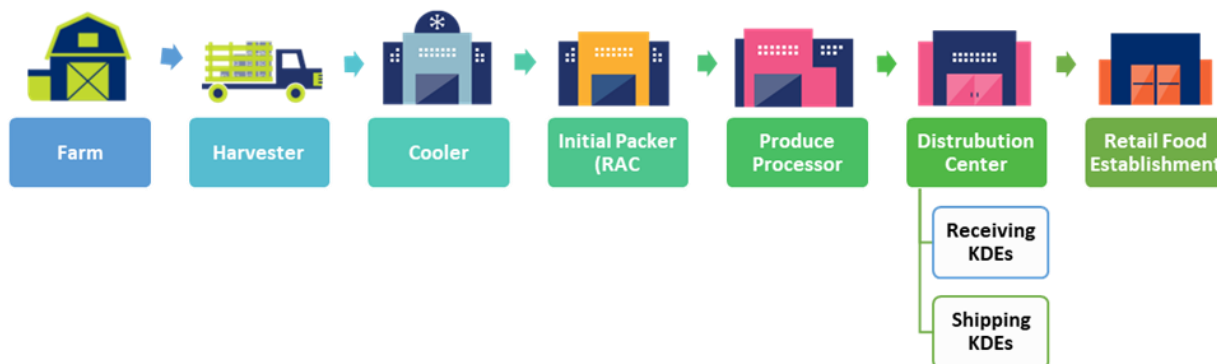 Farm
Harvester
Cooler
Initial Packer
(RAC
Produce
Processor
Distrubution
Center
Retail Food
Establishment
Receiving
KDEs
Shipping
KDEs